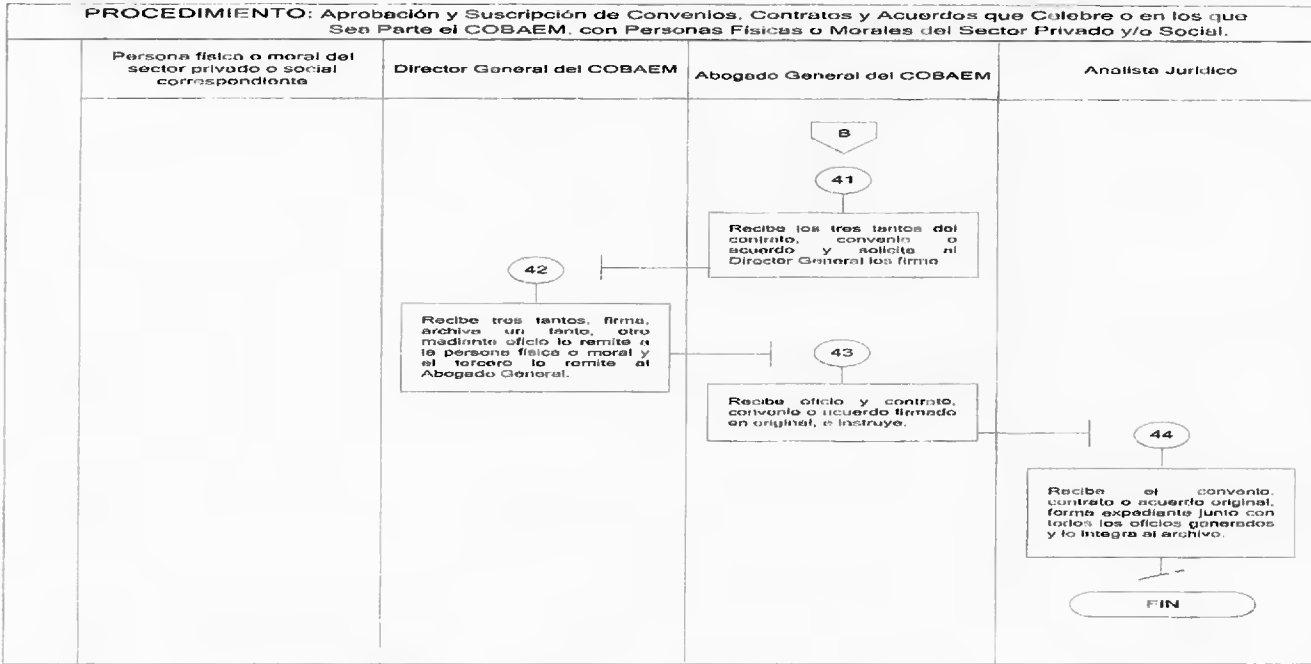 PROCEDIMIENTO: Aprobación y Suscripción de Convenios, Contratos y Acuerdos que Celebre o en los que
Sea Parte el COBAEM, con Personas Físicas o Morales del Sector Privado y/o Social.
Persona física o moral del
sector privado o social
correspondiente
Director General del COBAEM
Abogado General del COBAEM
Analista Jurídico
B
41
Recibe los tres tantos del
contrato, convenio o
acuerdo y solicita al
Director General los firme
42
Recibe tres tantos, firma,
archiva un tanto, otro
mediante oficio lo remite a
la persona física o moral y
el tercero lo remite al
Abogado General.
43
Recibe oficio y contrato,
convenio o acuerdo firmado
en original, e instruye.
44
Recibe el convenio,
contrato o acuerdo original,
forma expediente junto con
todos los oficios generados
y lo integra al archivo.
FIN